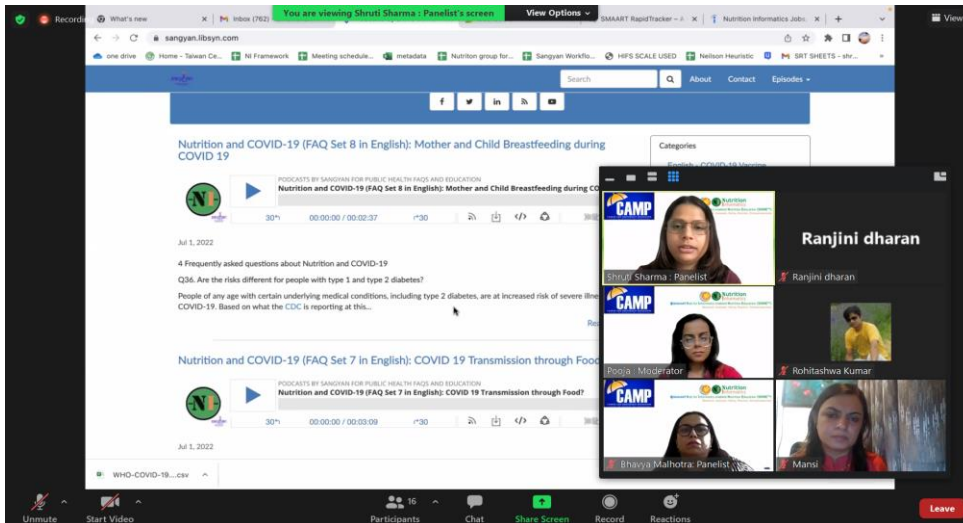 Recording
You are viewing Shruti Sharma : Panelist's screen
View Options
View
What's new
Inbox (762)
SMAART RapidTracker – A
Nutrition Informatics Jobs,
sangyan.libsyn.com
one drive
Home - Taiwan Ce...
NI Framework
Meeting schedule...
metadata
Nutriton group for...
Sangyan Workflo...
HIFS SCALE USED
Neilson Heuristic
SRT SHEETS - shr...
Search
About
Contact
Episodes
Nutrition and COVID-19 (FAQ Set 8 in English): Mother and Child Breastfeeding during
COVID 19
PODCASTS BY SANGYAN FOR PUBLIC HEALTH FAQS AND EDUCATION
Nutrition and COVID-19 (FAQ Set 8 in English): Mother and Child Breastfeeding during CO
30
00:00:00 / 00:02:37
30
Jul 1, 2022
4 Frequently asked questions about Nutrition and COVID-19
Q36. Are the risks different for people with type 1 and type 2 diabetes?
People of any age with certain underlying medical conditions, including type 2 diabetes, are at increased risk of severe illne
COVID-19. Based on what the CDC is reporting at this...
Rea
Nutrition and COVID-19 (FAQ Set 7 in English): COVID 19 Transmission through Food
PODCASTS BY SANGYAN FOR PUBLIC HEALTH FAQS AND EDUCATION
Nutrition and COVID-19 (FAQ Set 7 in English): COVID 19 Transmission through Food?
30
00:00:00 / 00:03:09
30
Jul 1, 2022
Categories
English - COVID-19 Vaccine
CAMP
Nutrition
Shruti Sharma : Panelist
Ranjini dharan
Ranjini dharan
CAMP
Nutrition
Pooja : Moderator
Rohitashwa Kumar
CAMP
Nutrition
Bhavya Malhotra: Panelist
Mansi
WHO-COVID-19....csv
Unmute
Start Video
16
Participants
Chat
Share Screen
Record
Reactions
Leave